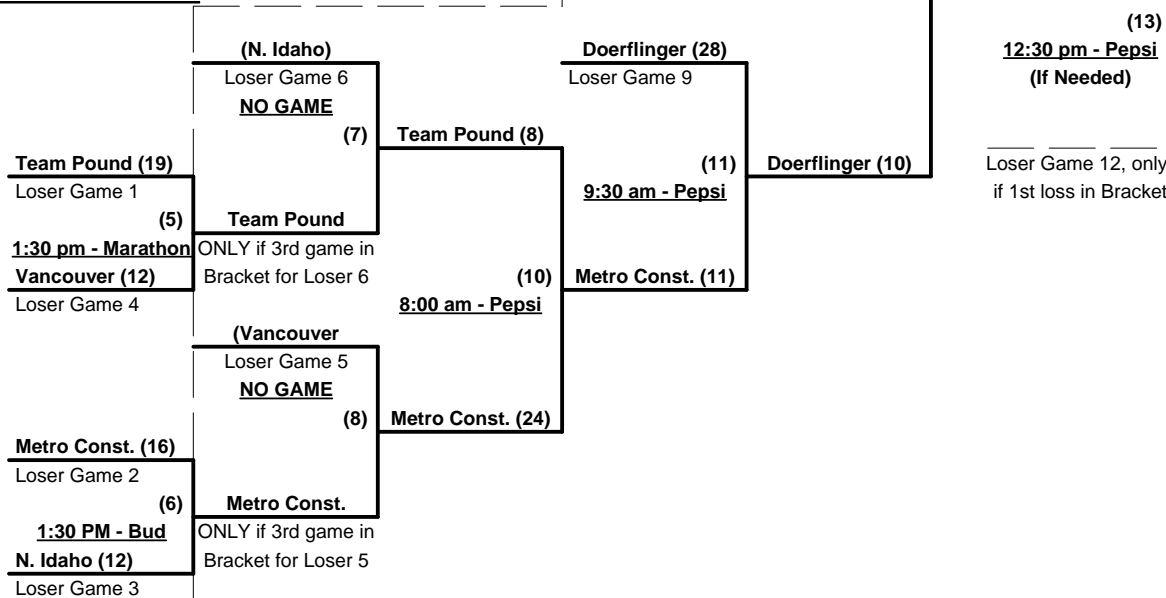 (13)
(N. Idaho)
Doerflinger (28)
12:30 pm - Pepsi
Loser Game 6
Loser Game 9
(If Needed)
NO GAME
(7)
Team Pound (8)
Team Pound (19)
(11)
Doerflinger (10)
Loser Game 12, only
Loser Game 1
9:30 am - Pepsi
if 1st loss in Bracket
(5)
Team Pound
1:30 pm - Marathon
ONLY if 3rd game in
Vancouver (12)
Bracket for Loser 6
(10)
Metro Const. (11)
Loser Game 4
8:00 am - Pepsi
(Vancouver
Loser Game 5
NO GAME
(8)
Metro Const. (24)
Metro Const. (16)
Loser Game 2
(6)
Metro Const.
1:30 PM - Bud
ONLY if 3rd game in
N. Idaho (12)
Bracket for Loser 5
Loser Game 3